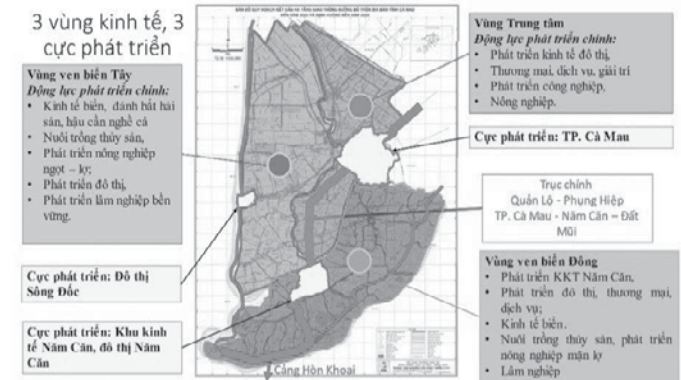 3 vùng kinh tế, 3
cực phát triển
Vùng ven biển Tây
Động lực phát triển chính:
• Kinh tế biển, đánh bắt hải
sản, hậu cần nghề cá
• Nuôi trồng thủy sản,
• Phát triển nông nghiệp
ngọt – lợ;
• Phát triển đô thị,
• Phát triển lâm nghiệp bền
vững.
Cực phát triển: Đô thị
Sông Đốc
Cực phát triển: Khu kinh
tế Năm Căn, đô thị Năm
Căn
Cảng Hòn Khoai
Vùng Trung tâm
Động lực phát triển chính:
• Phát triển kinh tế đô thị,
• Thương mại, dịch vụ, giải trí
• Phát triển công nghiệp,
• Nông nghiệp.
Cực phát triển: TP. Cà Mau
Trục chính
Quản Lộ - Phụng Hiệp
TP. Cà Mau - Năm Căn – Đất
Mũi
Vùng ven biển Đông
• Phát triển KKT Năm Căn,
• Phát triển đô thị, thương mại,
dịch vụ;
• Kinh tế biển.
• Nuôi trồng thủy sản, phát triển
nông nghiệp mặn lợ
• Lâm nghiệp